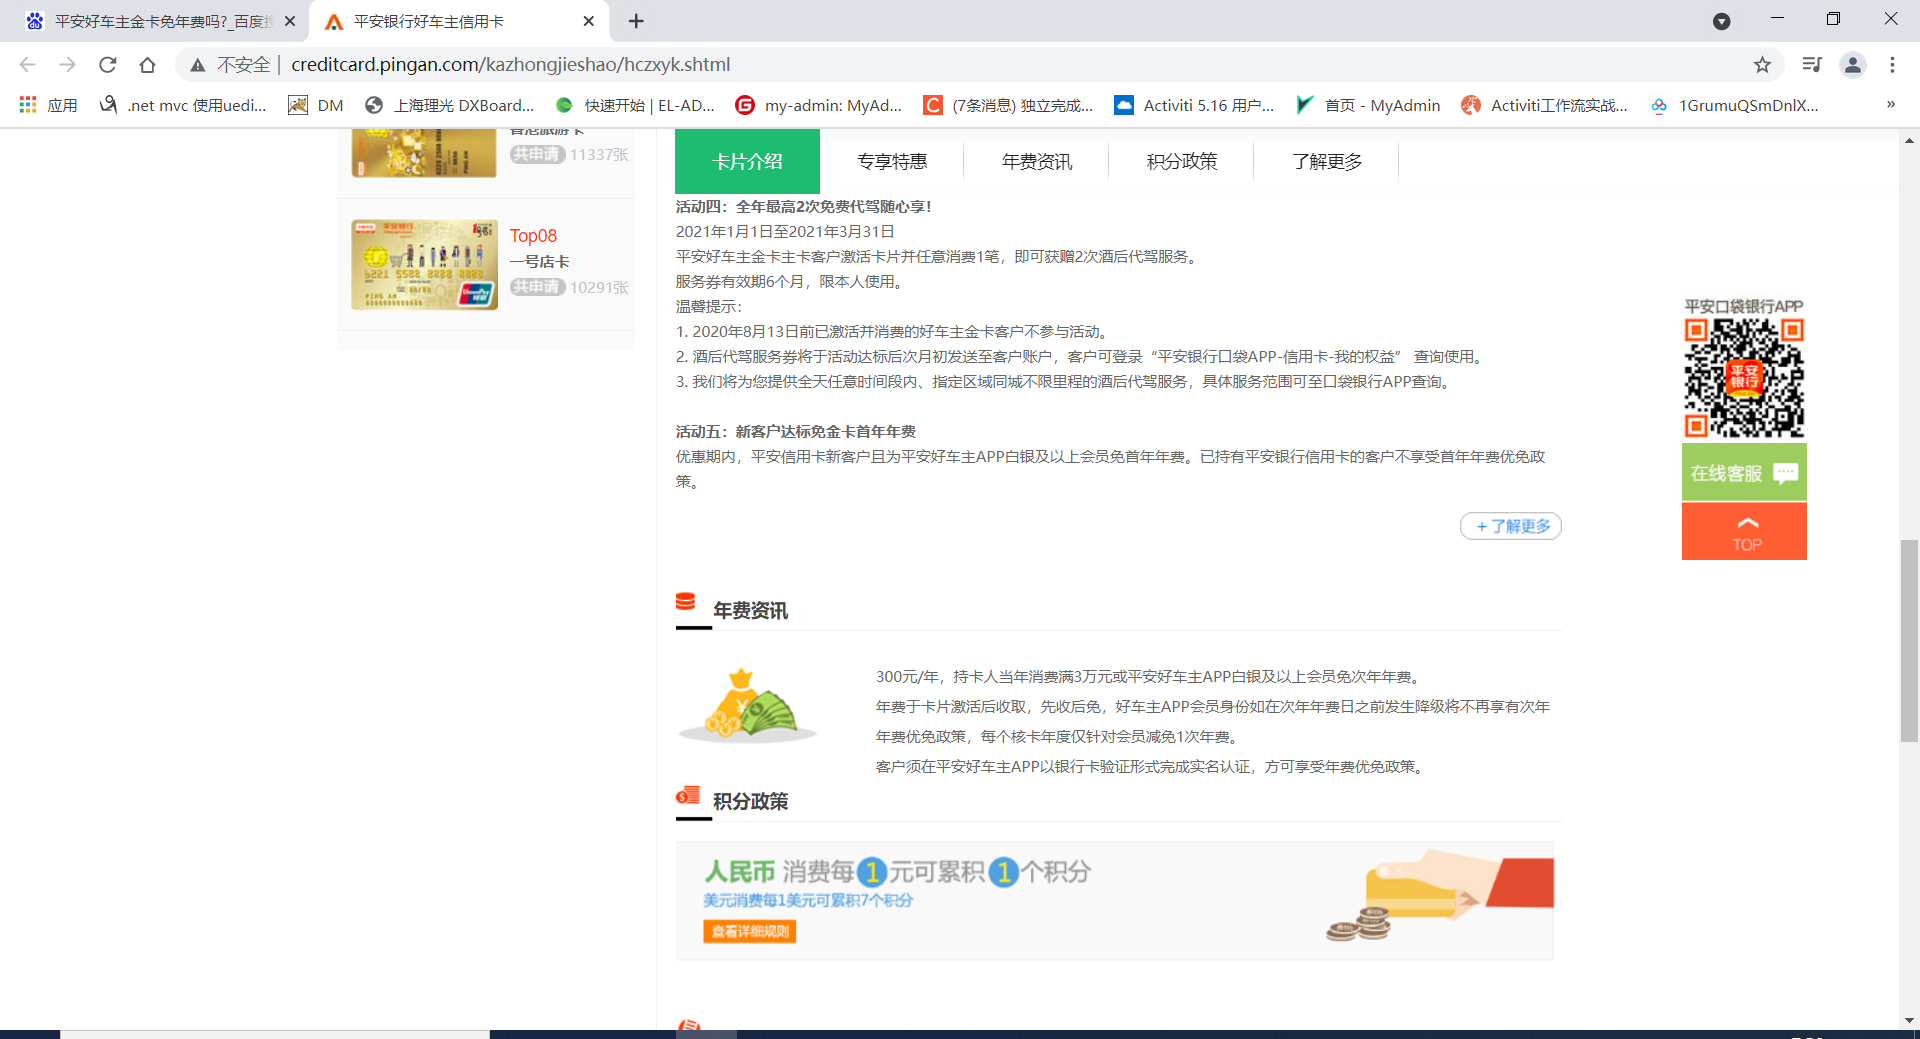 平安好车主金卡免年费吗?_百度搜
平安银行好车主信用卡
不安全 | creditcard.pingan.com/kazhongjieshao/hczxyk.shtml
应用
.net mvc 使用uedi...
DM
上海理光 DXBoard...
快速开始 | EL-AD...
my-admin: MyAd...
(7条消息) 独立完成...
Activiti 5.16 用户...
首页 - MyAdmin
Activiti工作流实战...
1GrumuQSmDnlX...
»
香港旅游卡
共申请 11337张
Top08
一号店卡
共申请 10291张
卡片介绍
专享特惠
年费资讯
积分政策
了解更多
活动四：全年最高2次免费代驾随心享！
2021年1月1日至2021年3月31日
平安好车主金卡主卡客户激活卡片并任意消费1笔，即可获赠2次酒后代驾服务。
服务券有效期6个月，限本人使用。
温馨提示：
1. 2020年8月13日前已激活并消费的好车主金卡客户不参与活动。
2. 酒后代驾服务券将于活动达标后次月初发送至客户账户，客户可登录“平安银行口袋APP-信用卡-我的权益” 查询使用。
3. 我们将为您提供全天任意时间段内、指定区域同城不限里程的酒后代驾服务，具体服务范围可至口袋银行APP查询。
活动五：新客户达标免金卡首年年费
优惠期内，平安信用卡新客户且为平安好车主APP白银及以上会员免首年年费。已持有平安银行信用卡的客户不享受首年年费优免政
策。
+ 了解更多
平安口袋银行APP
平安
银行
在线客服
TOP
年费资讯
300元/年，持卡人当年消费满3万元或平安好车主APP白银及以上会员免次年年费。
年费于卡片激活后收取，先收后免，好车主APP会员身份如在次年年费日之前发生降级将不再享有次年
年费优免政策，每个核卡年度仅针对会员减免1次年费。
客户须在平安好车主APP以银行卡验证形式完成实名认证，方可享受年费优免政策。
积分政策
人民币 消费每1元可累积1个积分
美元消费每1美元可累积7个积分
查看详细规则